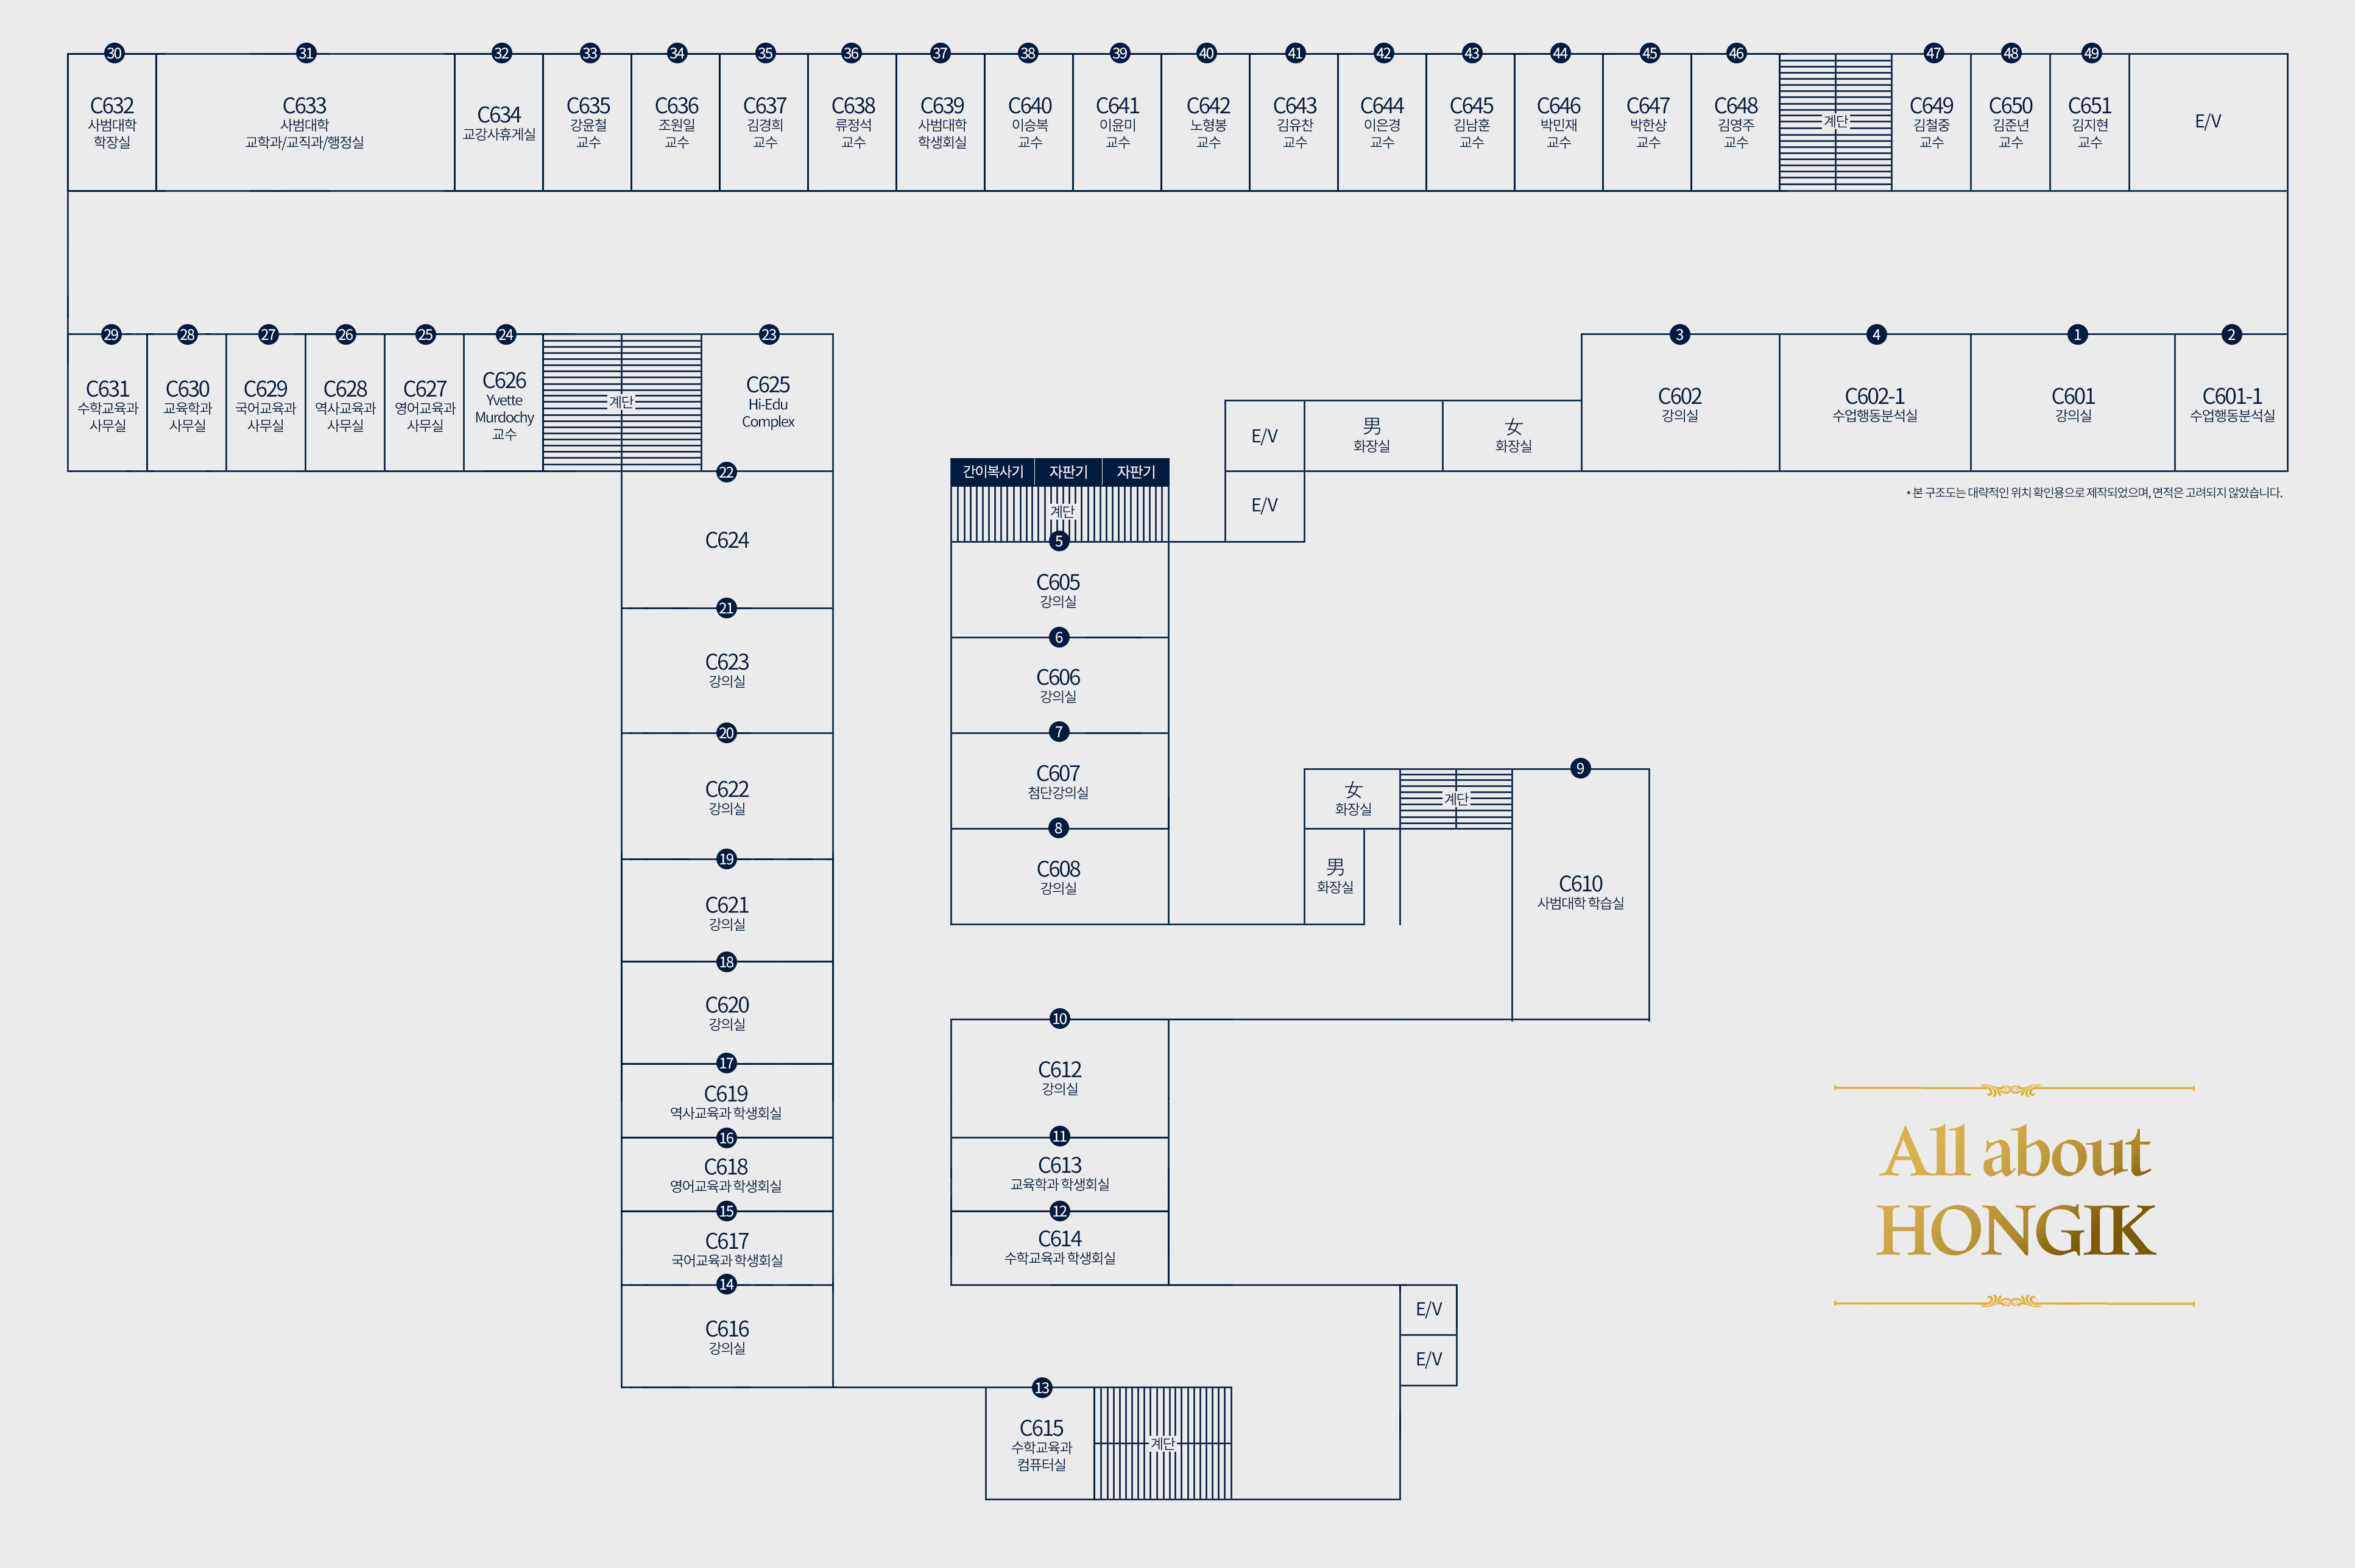 30
31
32
33
34
35
36
37
38
39
40
41
42
43
44
45
46
47
48
49
C632
사범대학
학장실
C633
사범대학
교학과/교직과/행정실
C634
교강사휴게실
C635
강윤철
교수
C636
조원일
교수
C637
김경희
교수
C638
류정석
교수
C639
사범대학
학생회실
C640
이승복
교수
C641
이윤미
교수
C642
노형봉
교수
C643
김유찬
교수
C644
이은경
교수
C645
김남훈
교수
C646
박민재
교수
C647
박한상
교수
C648
김영주
교수
계단
C649
김철중
교수
C650
김준년
교수
C651
김지현
교수
E/V
29
28
27
26
25
24
23
3
4
1
2
C631
수학교육과
사무실
C630
교육학과
사무실
C629
국어교육과
사무실
C628
역사교육과
사무실
C627
영어교육과
사무실
C626
Yvette
Murdochy
교수
계단
C625
Hi-Edu
Complex
E/V
男
화장실
女
화장실
C602
강의실
C602-1
수업행동분석실
C601
강의실
C601-1
수업행동분석실
간이복사기
자판기
자판기
계단
E/V
* 본 구조도는 대략적인 위치 확인용으로 제작되었으며, 면적은 고려되지 않았습니다.
22
C624
21
C623
강의실
20
C622
강의실
19
C621
강의실
18
C620
강의실
17
C619
역사교육과 학생회실
16
C618
영어교육과 학생회실
15
C617
국어교육과 학생회실
14
C616
강의실
5
C605
강의실
6
C606
강의실
7
C607
첨단강의실
8
C608
강의실
女
화장실
계단
男
화장실
9
C610
사범대학 학습실
10
C612
강의실
11
C613
교육학과 학생회실
12
C614
수학교육과 학생회실
E/V
E/V
13
C615
수학교육과
컴퓨터실
계단
All about
HONGIK